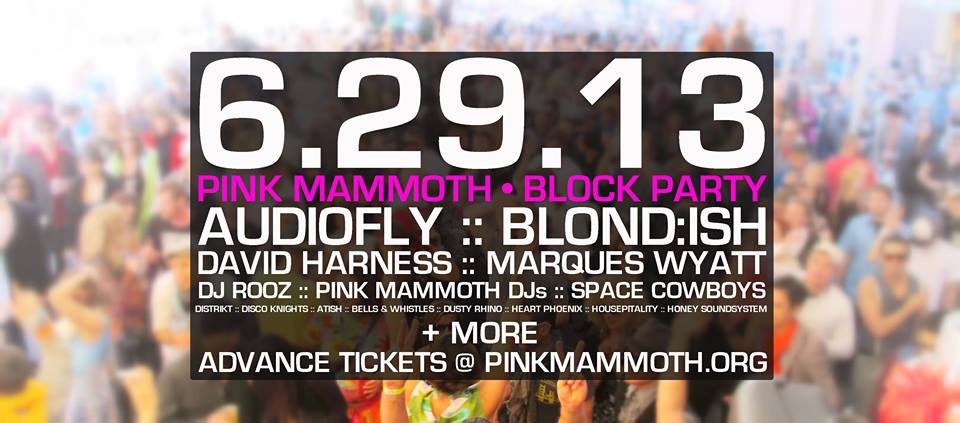 6.29.13
PINK MAMMOTH • BLOCK PARTY
AUDIOFLY :: BLOND:ISH
DAVID HARNESS :: MARQUES WYATT
DJ ROOZ :: PINK MAMMOTH DJs :: SPACE COWBOYS
DISTRIKT :: DISCO KNIGHTS :: ATISH :: BELLS & WHISTLES :: DUSTY RHINO :: HEART PHOENIX :: HOUSEPITALITY :: HONEY SOUNDSYSTEM
+ MORE
ADVANCE TICKETS @ PINKMAMMOTH.ORG